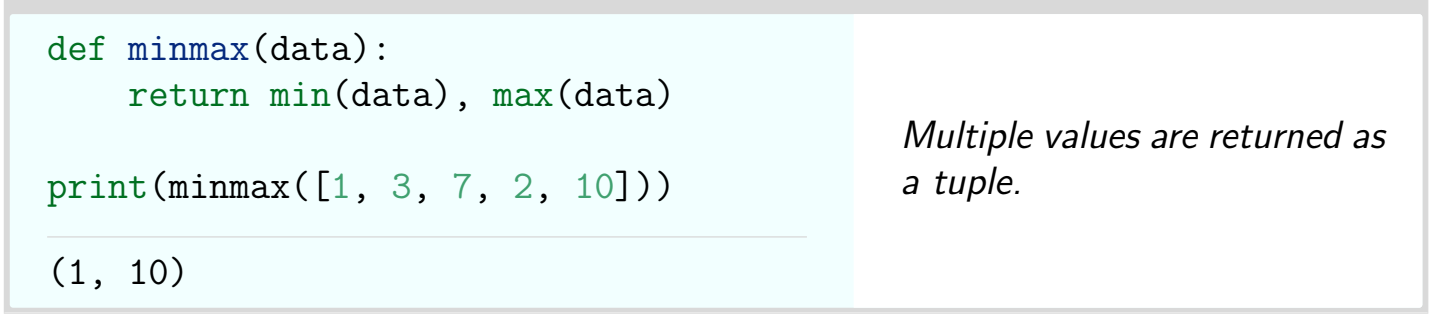 def minmax(data):
    return min(data), max(data)
print(minmax([1, 3, 7, 2, 10]))
(1, 10)
Multiple values are returned as
a tuple.